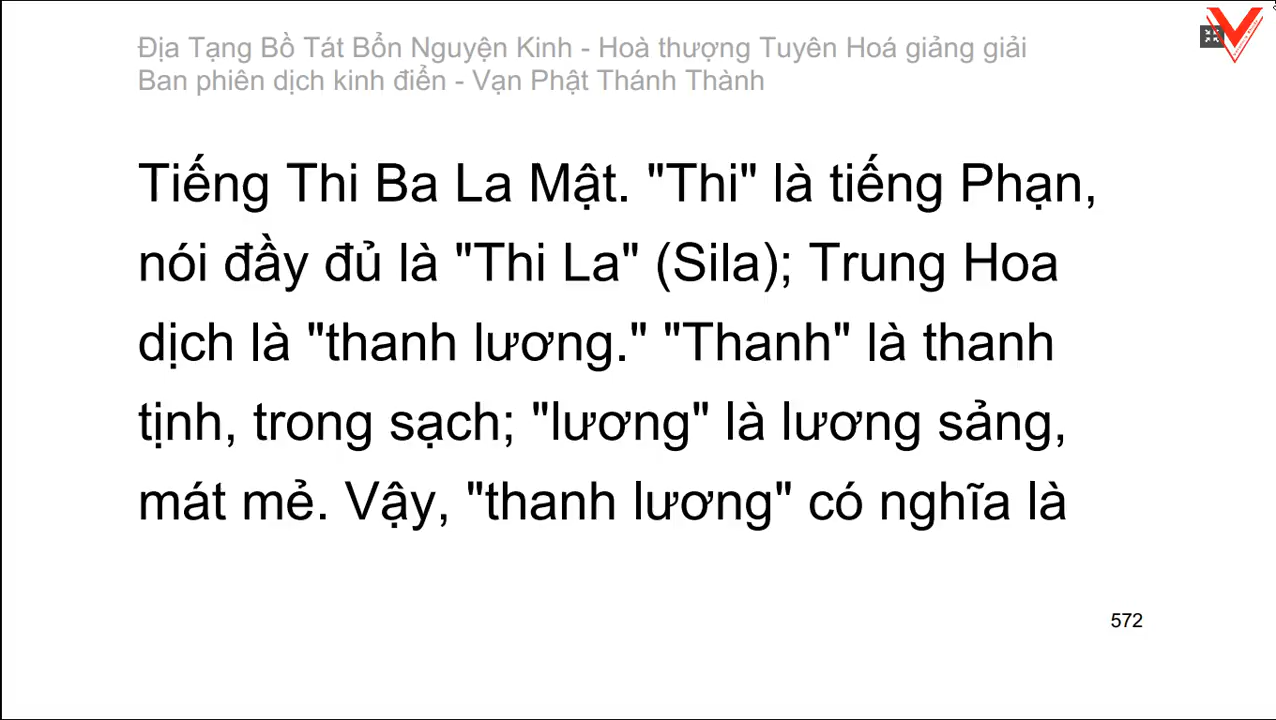 Địa Tạng Bồ Tát Bổn Nguyện Kinh - Hoà thượng Tuyên Hoá giảng giải
Ban phiên dịch kinh điển - Vạn Phật Thánh Thành
Tiếng Thi Ba La Mật. "Thi" là tiếng Phạn,
nói đầy đủ là "Thi La" (Sila); Trung Hoa
dịch là "thanh lương." "Thanh" là thanh
tịnh, trong sạch; "lương" là lương sảng,
mát mẻ. Vậy, "thanh lương" có nghĩa là
572